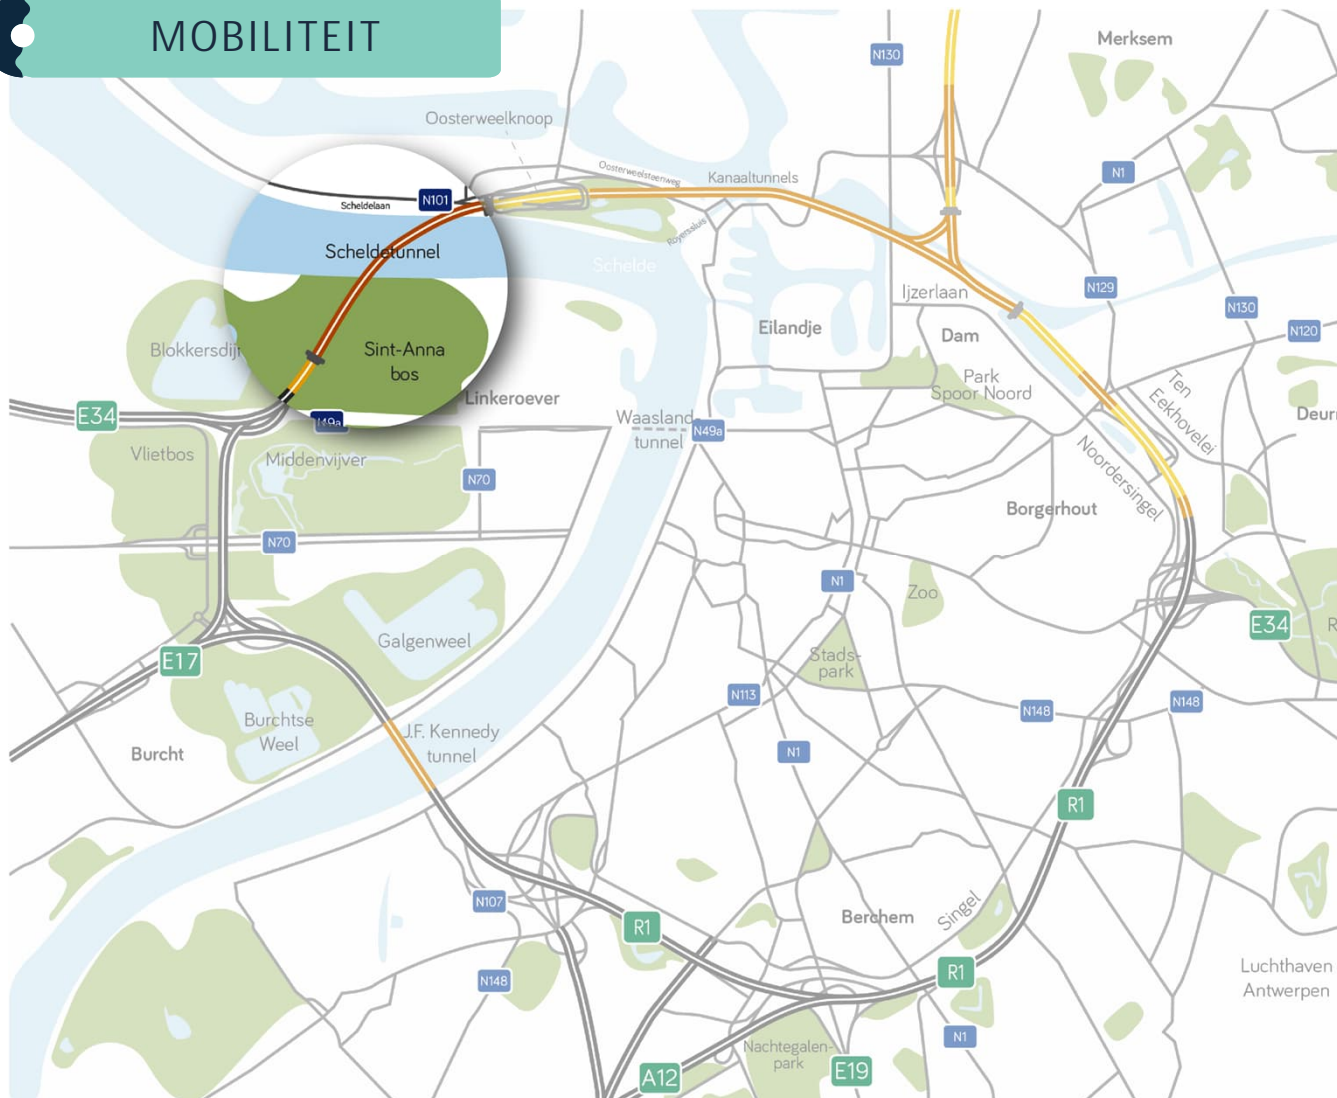 MOBILITEIT
N130
Merksem
Oosterweelknoop
Oosterweelsteenweg
Kanaaltunnels
N1
N101
Scheldelaan
Royerssluis
Scheldetunnel
Schelde
N129
Ijzerlaan
N130
Eilandje
Dam
N120
Blokkersdijk
Sint-Anna
bos
Park
Spoor Noord
Ten
Eekhovelei
Linkeroever
E34
N49a
Waasland
tunnel
N49a
Deurn
Vlietbos
Middenvijver
N70
Noordersingel
Borgerhout
N70
N1
Zoo
E34
R
Galgenweel
E17
Stads-
park
N113
N148
N148
Burchtse
Weel
J.F. Kennedy
tunnel
Burcht
N1
R1
N107
R1
Berchem
Singel
Luchthaven
Antwerpen
N148
R1
N1
Nachtegalen-
park
A12
E19